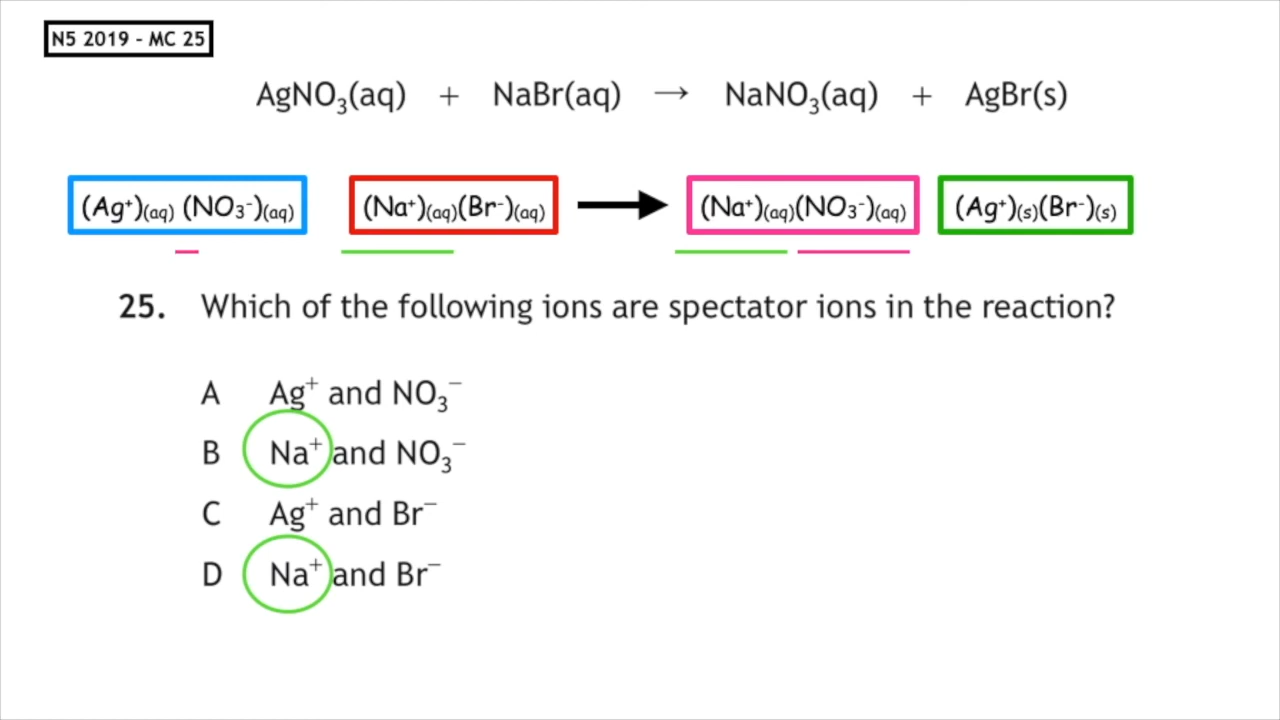 N5 2019 - MC 25
AgNO₃(aq) + NaBr(aq) → NaNO₃(aq) + AgBr(s)
(Ag⁺)(aq) (NO₃⁻)(aq) (Na⁺)(aq)(Br⁻)(aq) (Na⁺)(aq)(NO₃⁻)(aq) (Ag⁺)(s)(Br⁻)(s)
25. Which of the following ions are spectator ions in the reaction?
A Ag⁺ and NO₃⁻
B Na⁺ and NO₃⁻
C Ag⁺ and Br⁻
D Na⁺ and Br⁻